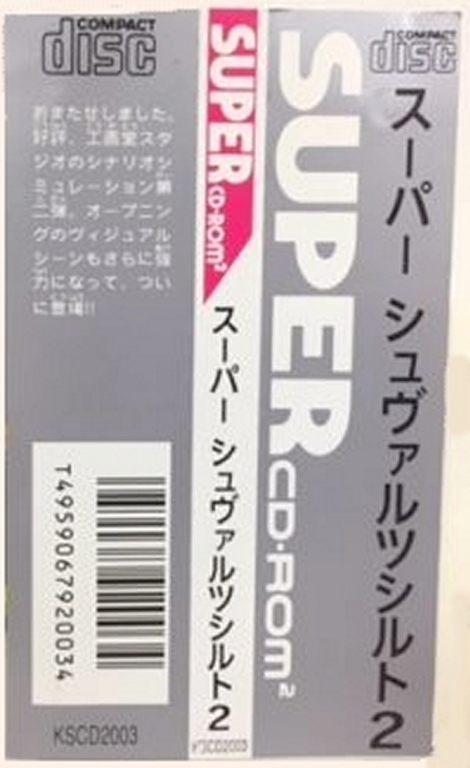 COMPACT
disc
おまたせしました。
好評、工画堂スタ
ジオのシナリオシ
ミュレーション第
二弾。オープニン
グのヴィジュアル
シーンもさらに強
力になって、つい
に登場!!
T4959067920034
KSCD2003
SUPER CD-ROM²
スーパー シュヴァルツシルト2
KSCD2003
SUPER CD・ROM²
COMPACT
disc
スーパー シュヴァルツシルト2